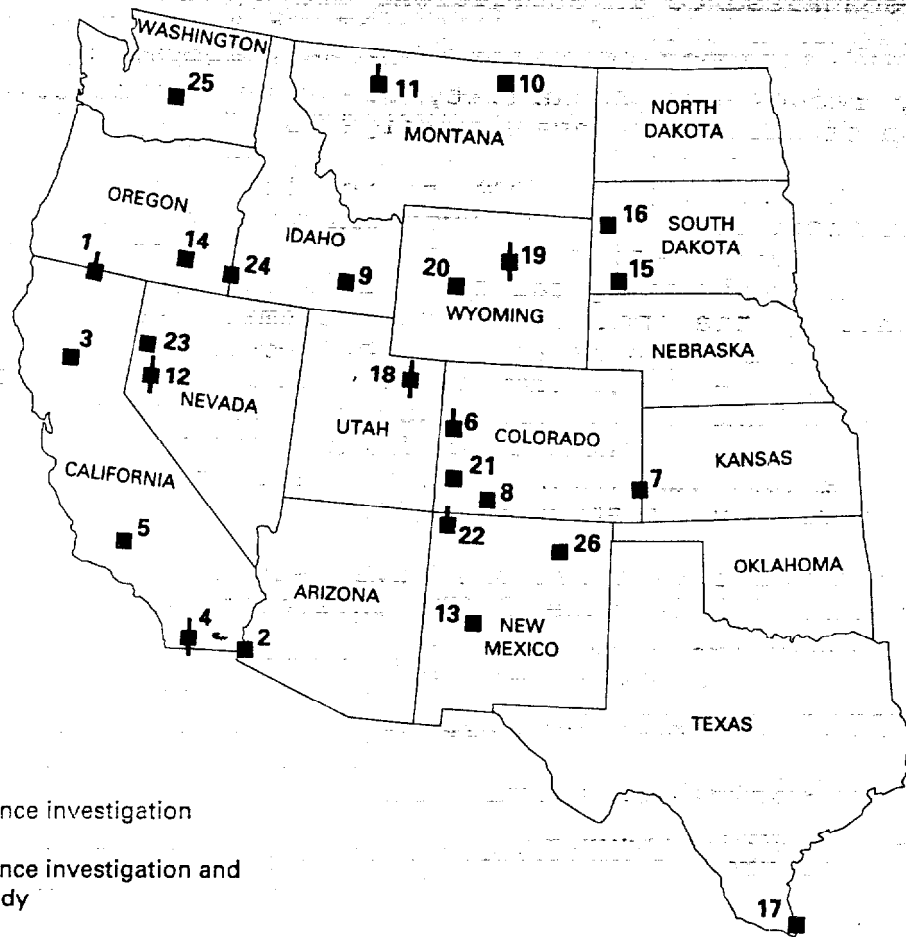 WASHINGTON
25
11
10
MONTANA
NORTH
DAKOTA
OREGON
IDAHO
16
SOUTH
DAKOTA
1
14
24
9
20
19
15
WYOMING
3
23
12
NEVADA
18
UTAH
6
COLORADO
NEBRASKA
CALIFORNIA
21
8
7
KANSAS
5
22
26
OKLAHOMA
ARIZONA
13
NEW
MEXICO
4
2
TEXAS
nce investigation
nce investigation and
dy
17